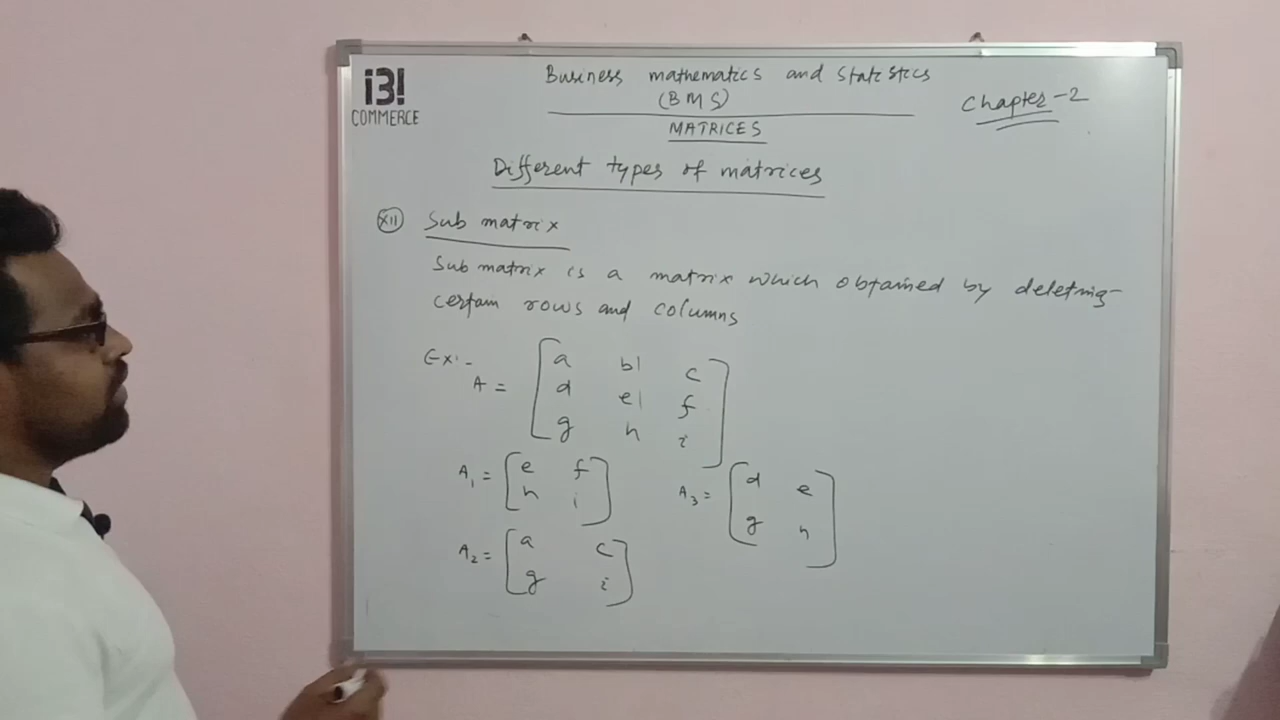 i3!
COMMERCE
Business mathematics and statistics
(BMS)
Chapter-2
MATRICES
Different types of matrices
XII Sub matrix
Sub matrix is a matrix which obtained by deleting
certain rows and columns
Ex:-
A = [ a b c
d e f
g h i ]
A1 = [ e f
h i ]
A2 = [ a c
g i ]
A3 = [ d e
g h ]